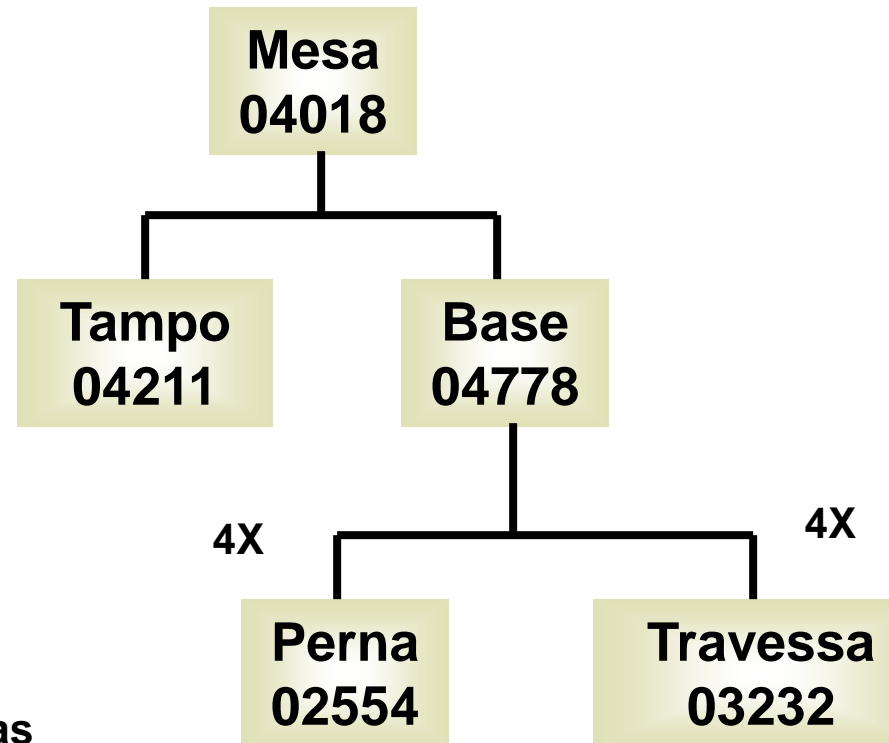 Mesa
04018
Tampo
04211
Base
04778
4X
4X
Perna
02554
Travessa
03232